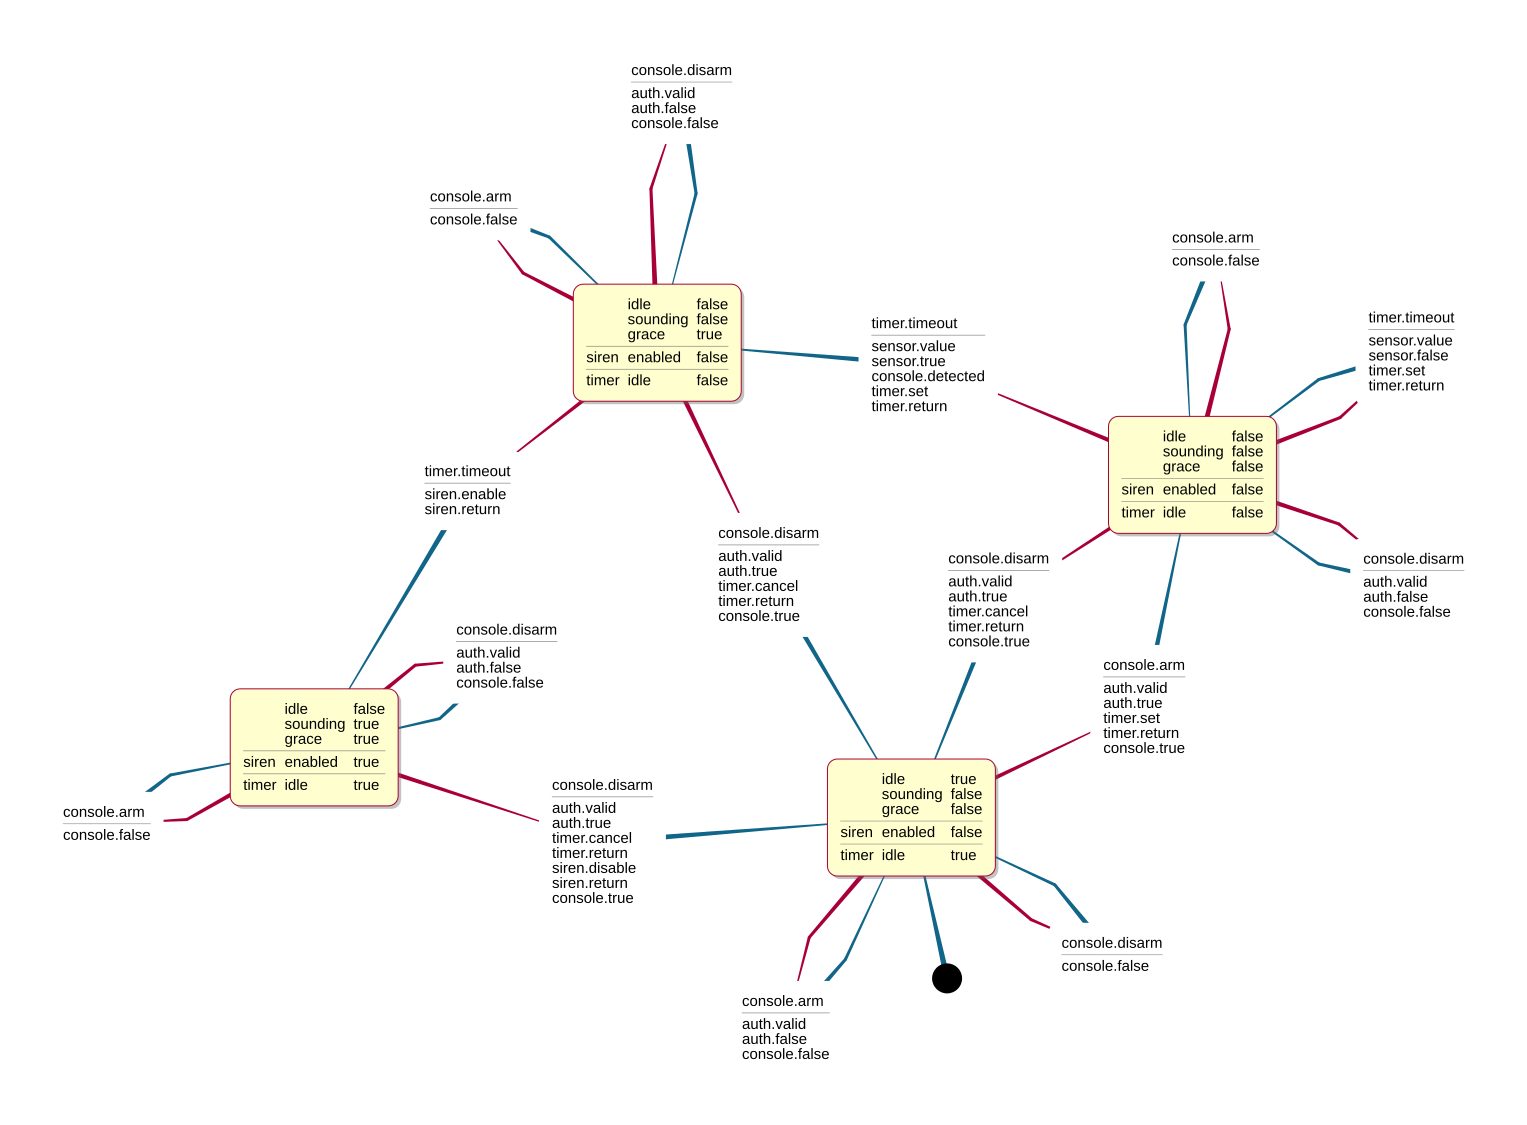 console.disarm
auth.valid
auth.false
console.false
console.arm
console.false
idle false
sounding false
grace true
siren enabled false
timer idle false
timer.timeout
sensor.value
sensor.true
console.detected
timer.set
timer.return
console.arm
console.false
timer.timeout
sensor.value
sensor.false
timer.set
timer.return
idle false
sounding false
grace false
siren enabled false
timer idle false
timer.timeout
siren.enable
siren.return
console.disarm
auth.valid
auth.true
timer.cancel
timer.return
console.true
console.disarm
auth.valid
auth.true
timer.cancel
timer.return
console.true
console.disarm
auth.valid
auth.false
console.false
console.disarm
auth.valid
auth.false
console.false
console.arm
auth.valid
auth.true
timer.set
timer.return
console.true
idle false
sounding true
grace true
siren enabled true
timer idle true
console.arm
console.false
console.disarm
auth.valid
auth.true
timer.cancel
timer.return
siren.disable
siren.return
console.true
idle true
sounding false
grace false
siren enabled false
timer idle true
console.disarm
console.false
console.arm
auth.valid
auth.false
console.false